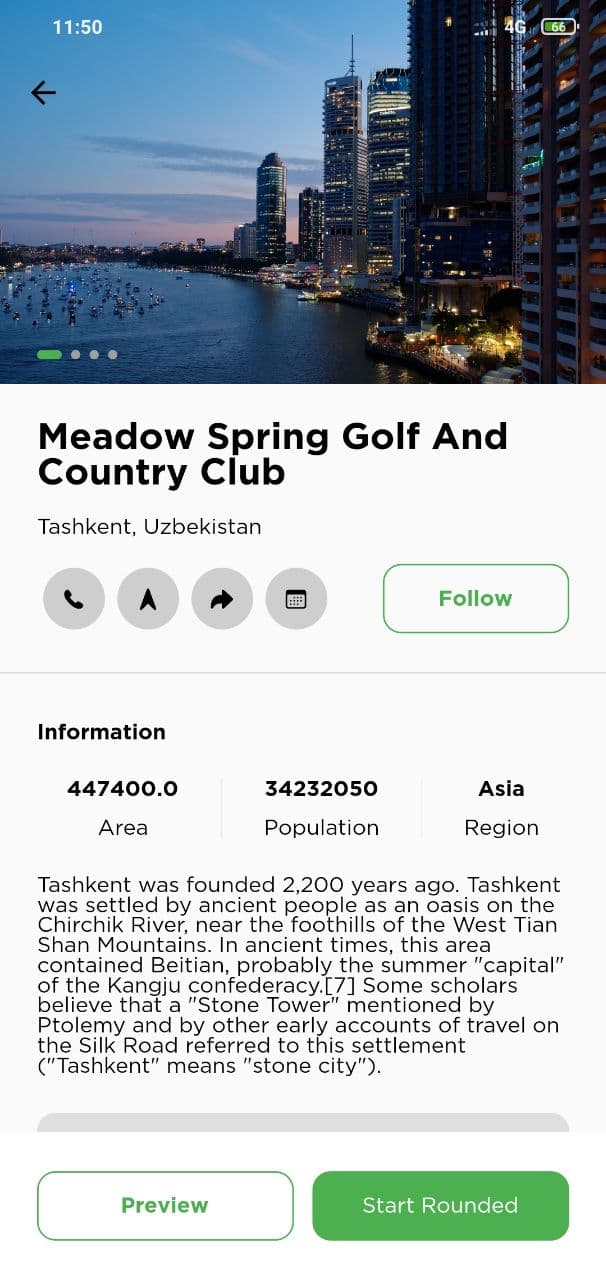 11:50
4G
66
Meadow Spring Golf And
Country Club
Tashkent, Uzbekistan
Follow
Information
447400.0
34232050
Asia
Area
Population
Region
Tashkent was founded 2,200 years ago. Tashkent
was settled by ancient people as an oasis on the
Chirchik River, near the foothills of the West Tian
Shan Mountains. In ancient times, this area
contained Beitian, probably the summer "capital"
of the Kangju confederacy.[7] Some scholars
believe that a "Stone Tower" mentioned by
Ptolemy and by other early accounts of travel on
the Silk Road referred to this settlement
("Tashkent" means "stone city").
Preview
Start Rounded